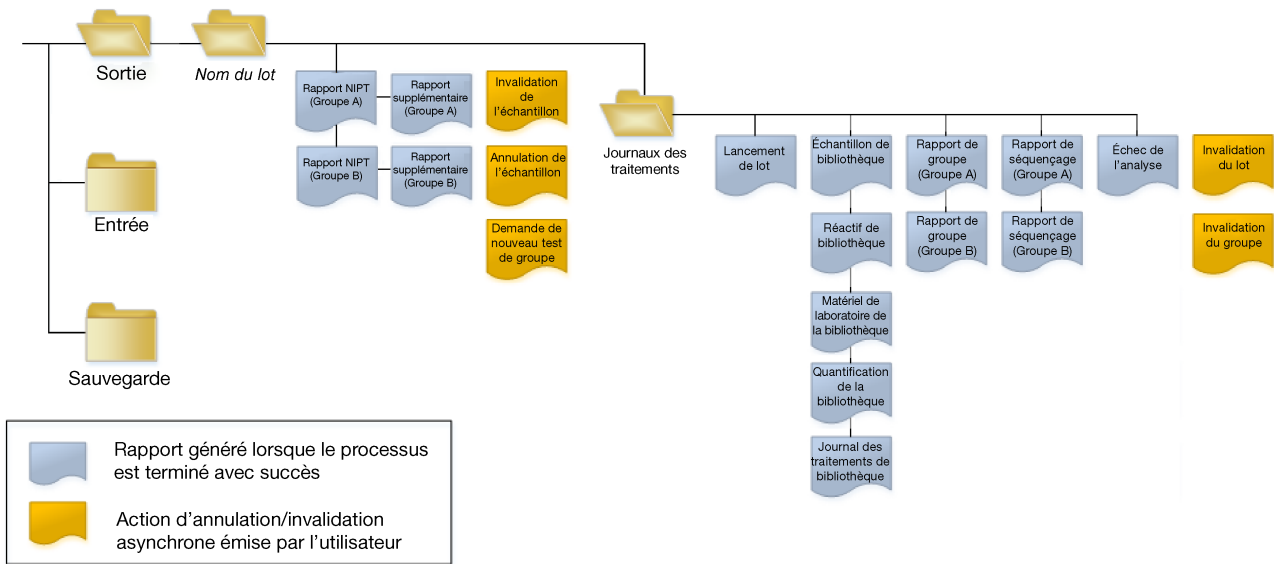 Sortie
Nom du lot
Rapport NIPT
(Groupe A)
Rapport
supplémentaire
(Groupe A)
Invalidation
de
l'échantillon
Rapport NIPT
(Groupe B)
Rapport
supplémentaire
(Groupe B)
Annulation de
l'échantillon
Demande de
nouveau test
de groupe
Journaux des
traitements
Lancement
de lot
Échantillon de
bibliothèque
Rapport de
groupe
(Groupe A)
Rapport de
séquençage
(Groupe A)
Échec de
l'analyse
Invalidation
du lot
Réactif de
bibliothèque
Rapport de
groupe
(Groupe B)
Rapport de
séquençage
(Groupe B)
Invalidation
du groupe
Matériel de
laboratoire de
la bibliothèque
Quantification
de la
bibliothèque
Journal des
traitements de
bibliothèque
Entrée
Sauvegarde
Rapport généré lorsque le processus
est terminé avec succès
Action d'annulation/invalidation
asynchrone émise par l'utilisateur